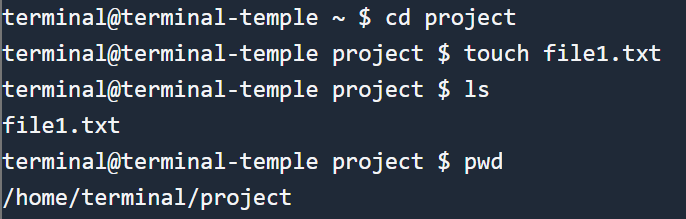 terminal@terminal-temple ~ $ cd project
terminal@terminal-temple project $ touch file1.txt
terminal@terminal-temple project $ ls
file1.txt
terminal@terminal-temple project $ pwd
/home/terminal/project